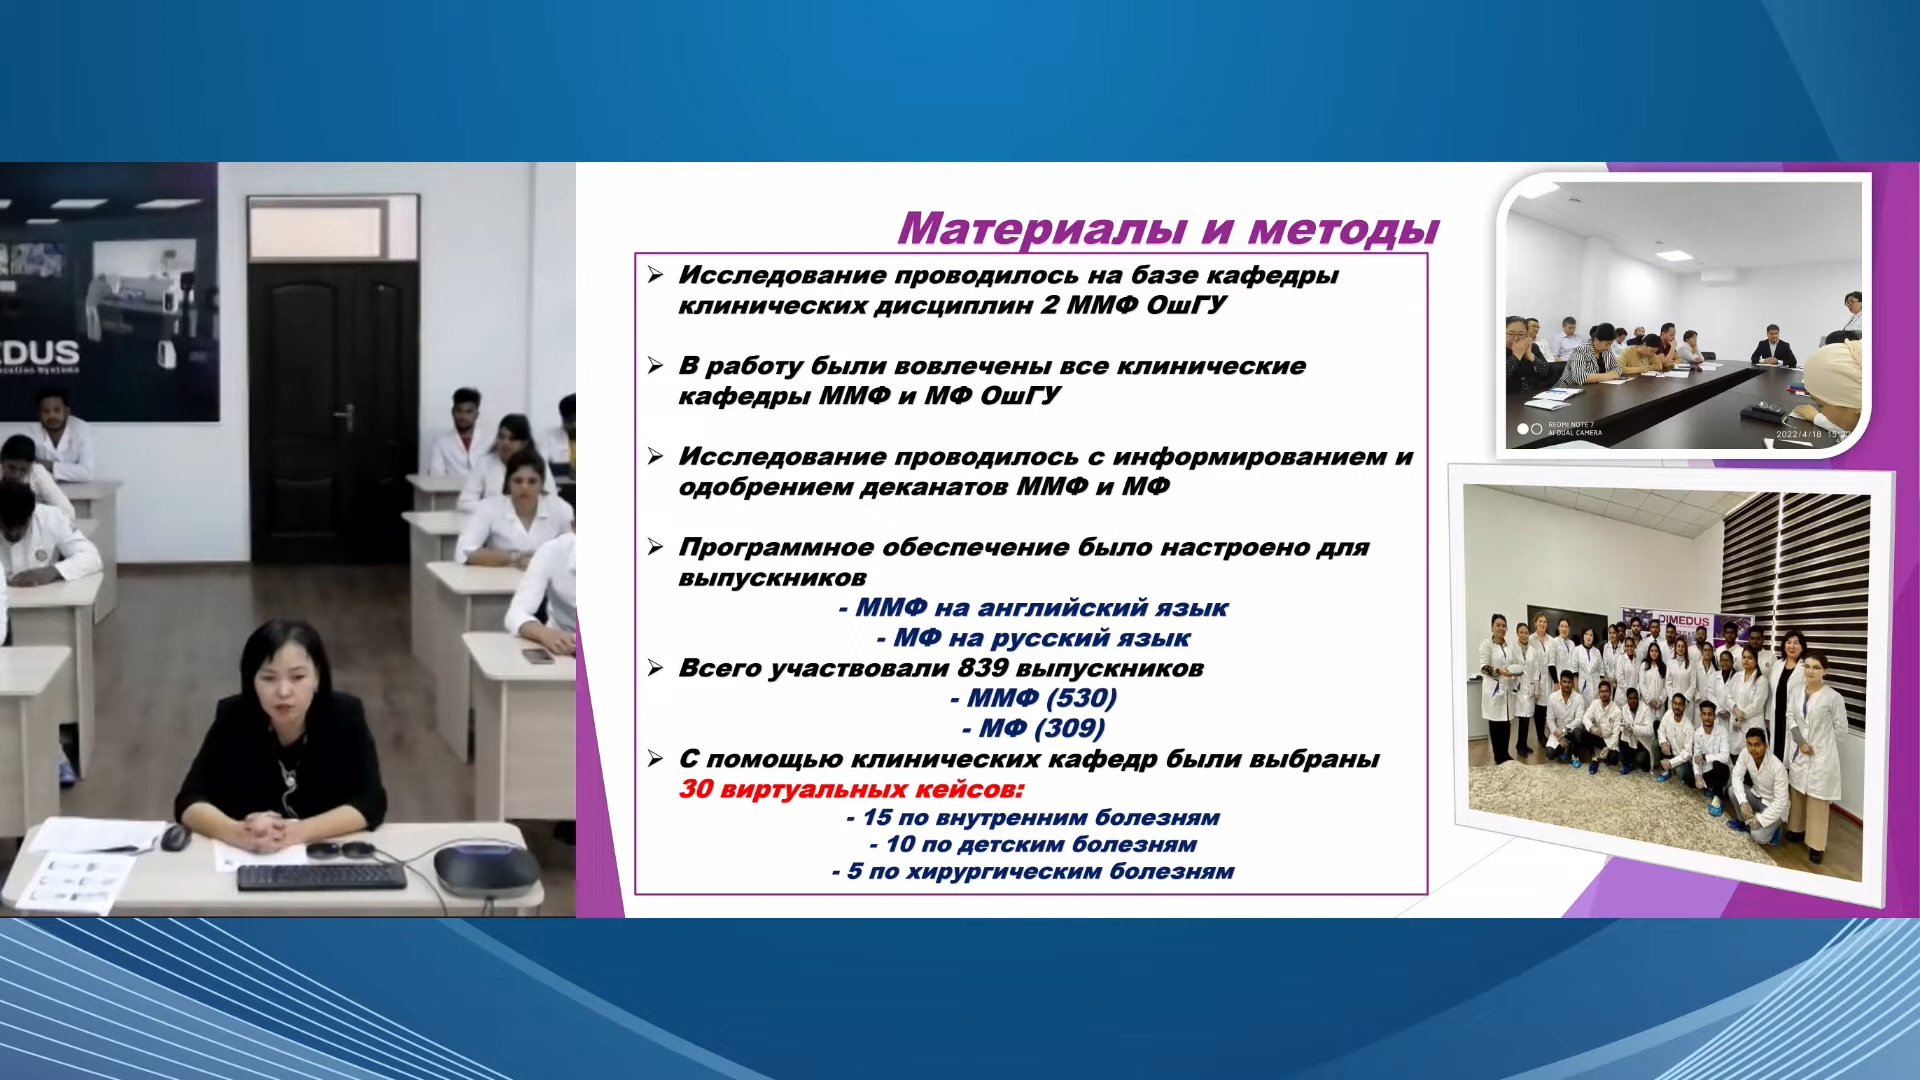 EDUS
Материалы и методы
Исследование проводилось на базе кафедры
клинических дисциплин 2 ММФ ОшГУ
В работу были вовлечены все клинические
кафедры ММФ и МФ ОшГУ
Исследование проводилось с информированием и
одобрением деканатов ММФ и МФ
Программное обеспечение было настроено для
выпускников
- ММФ на английский язык
- МФ на русский язык
Всего участвовали 839 выпускников
- ММФ (530)
- МФ (309)
С помощью клинических кафедр были выбраны
30 виртуальных кейсов:
- 15 по внутренним болезням
- 10 по детским болезням
- 5 по хирургическим болезням
REDMI NOTE 7
AI DUAL CAMERA
2022/4/18
DIMEDUS